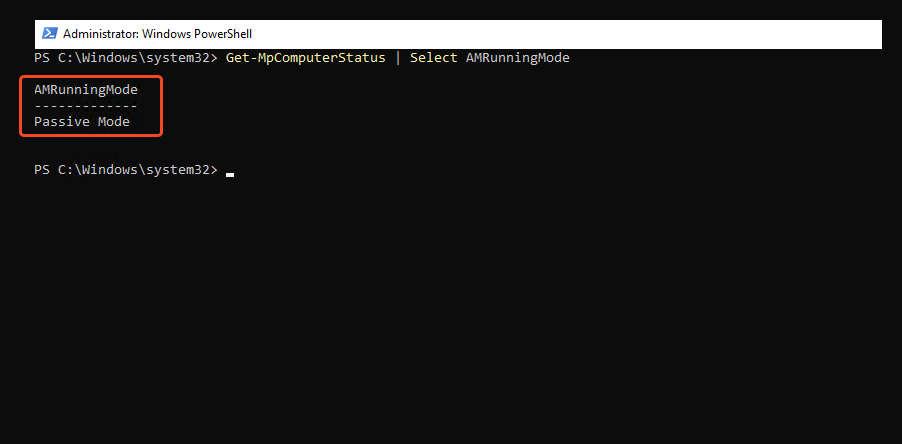 Administrator: Windows PowerShell
PS C:\Windows\system32> Get-MpComputerStatus | Select AMRunningMode
AMRunningMode
-------------
Passive Mode
PS C:\Windows\system32>